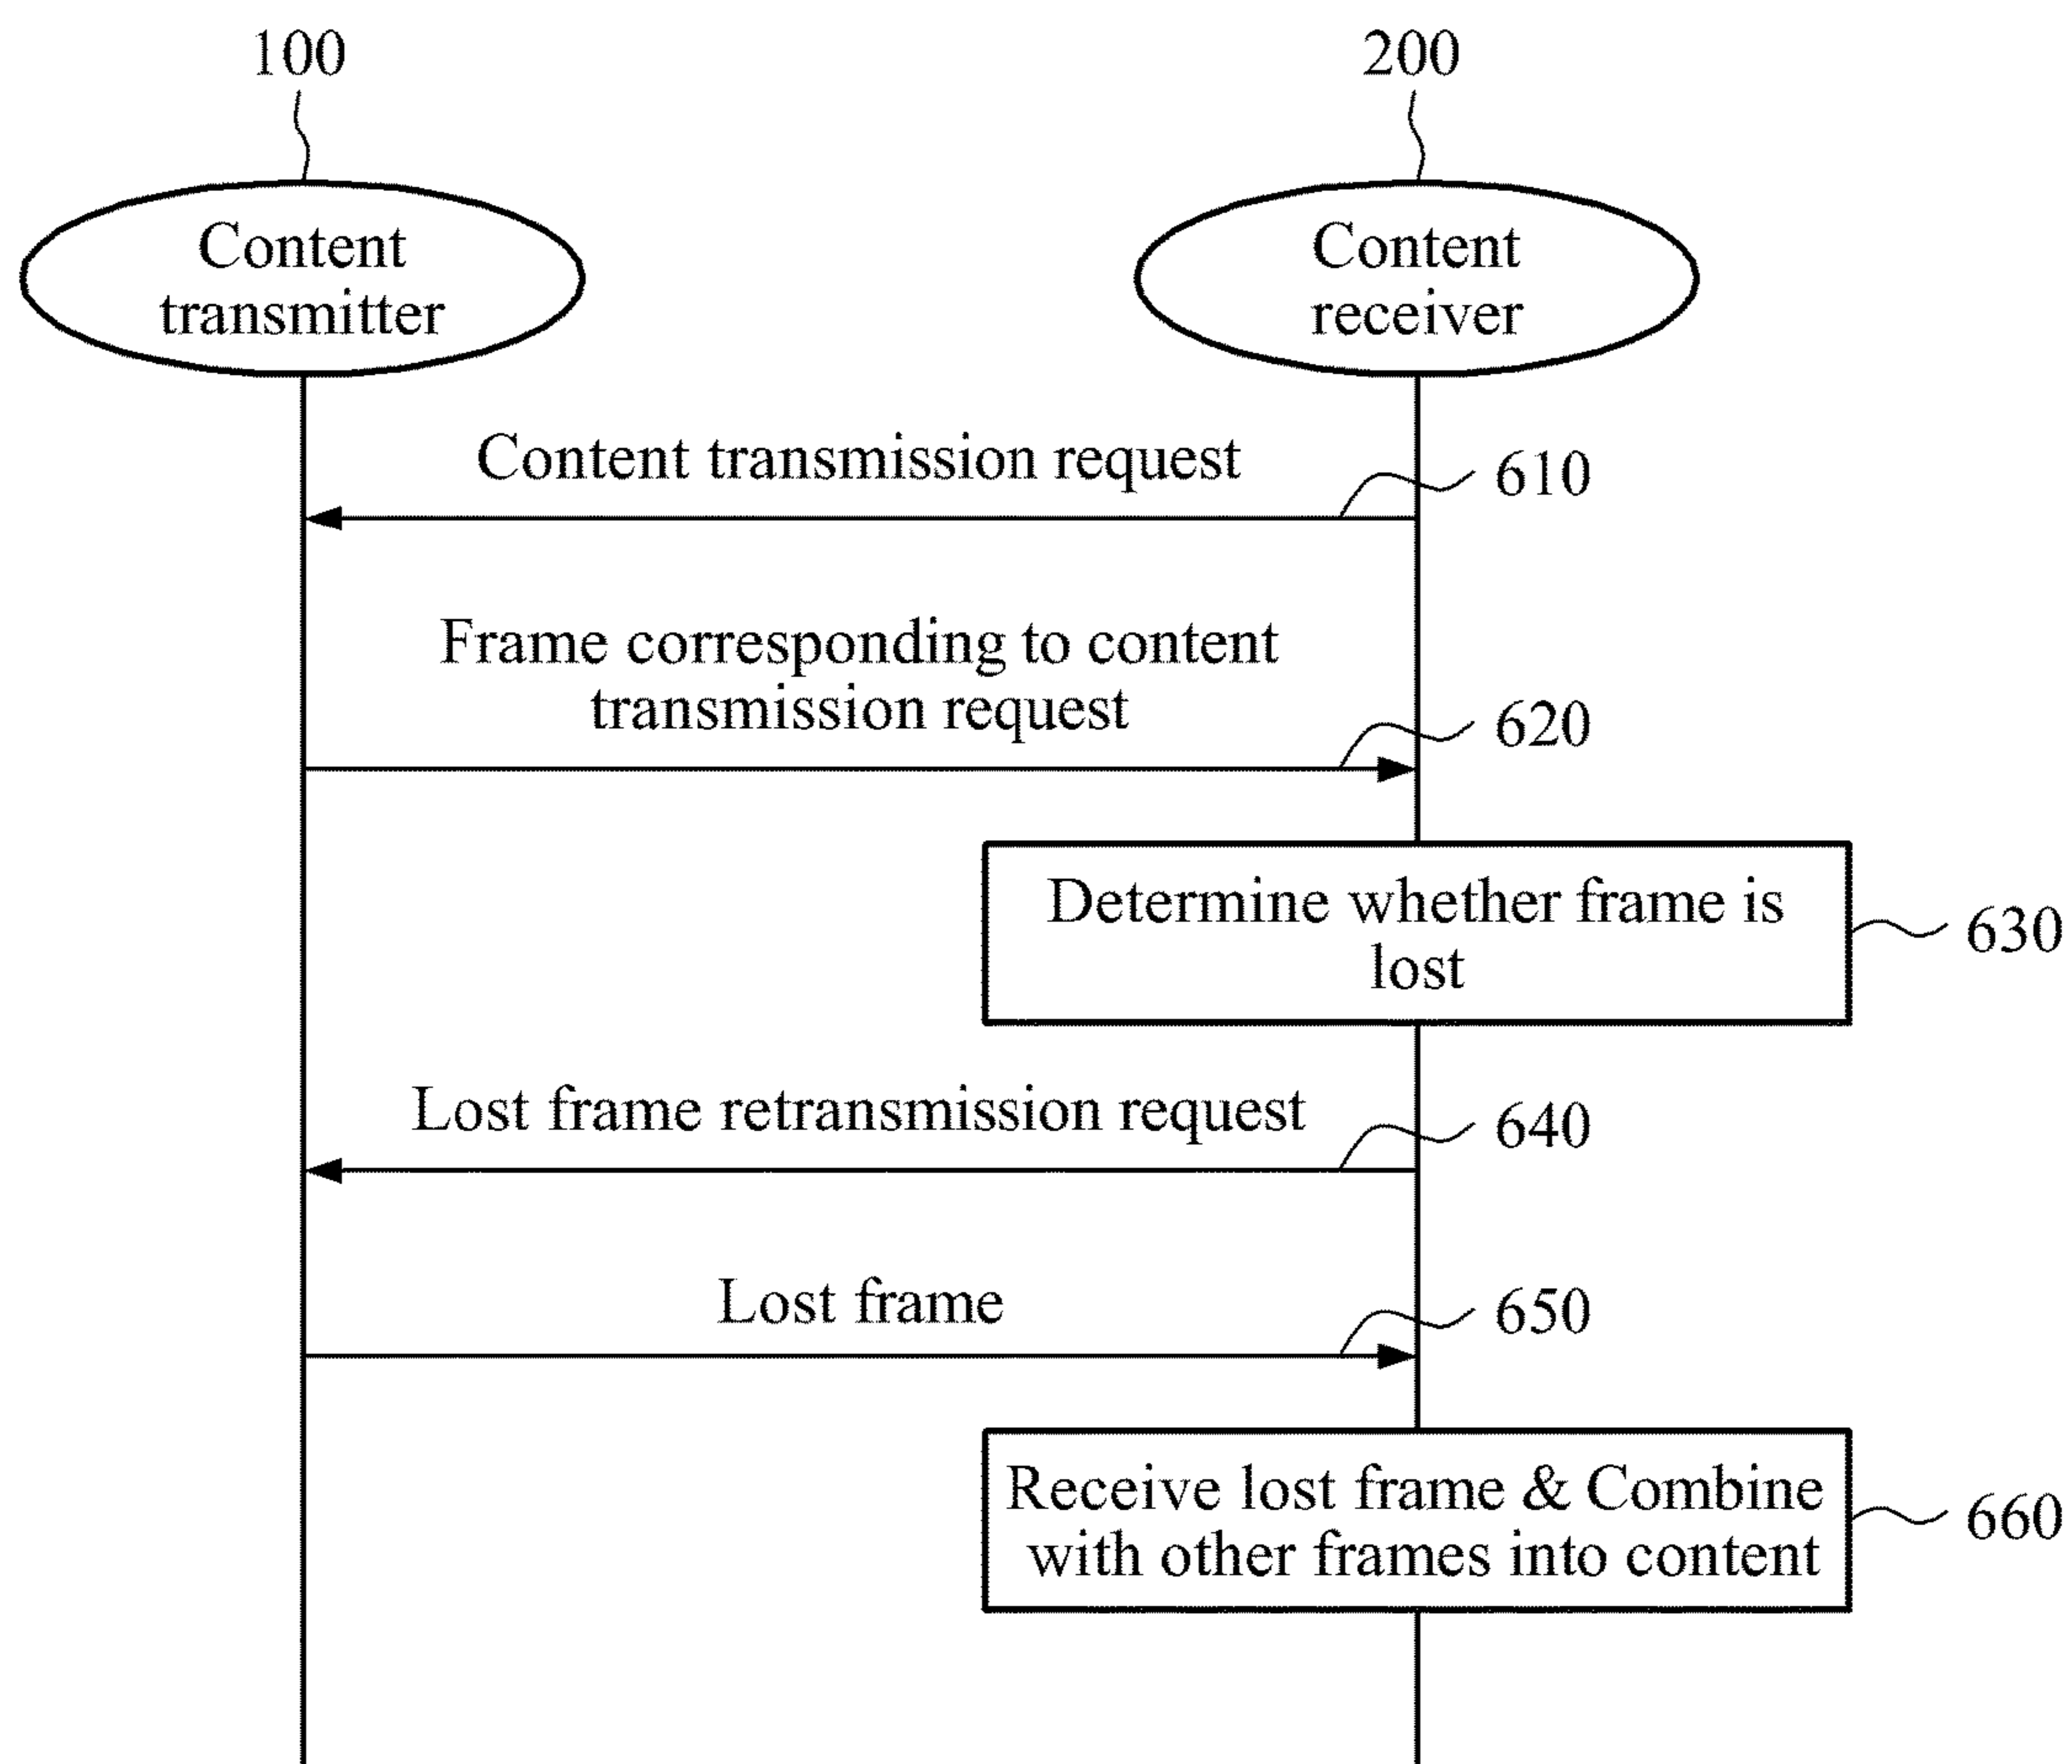 100
200
Content
transmitter
Content
receiver
Content transmission request
610
Frame corresponding to content
transmission request
620
Determine whether frame is
lost
630
Lost frame retransmission request
640
Lost frame
650
Receive lost frame & Combine
with other frames into content
660